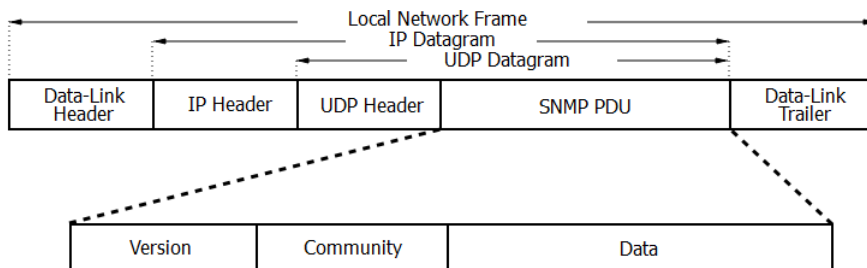 Local Network Frame
IP Datagram
UDP Datagram
Data-Link Header
IP Header
UDP Header
SNMP PDU
Data-Link Trailer
Version
Community
Data